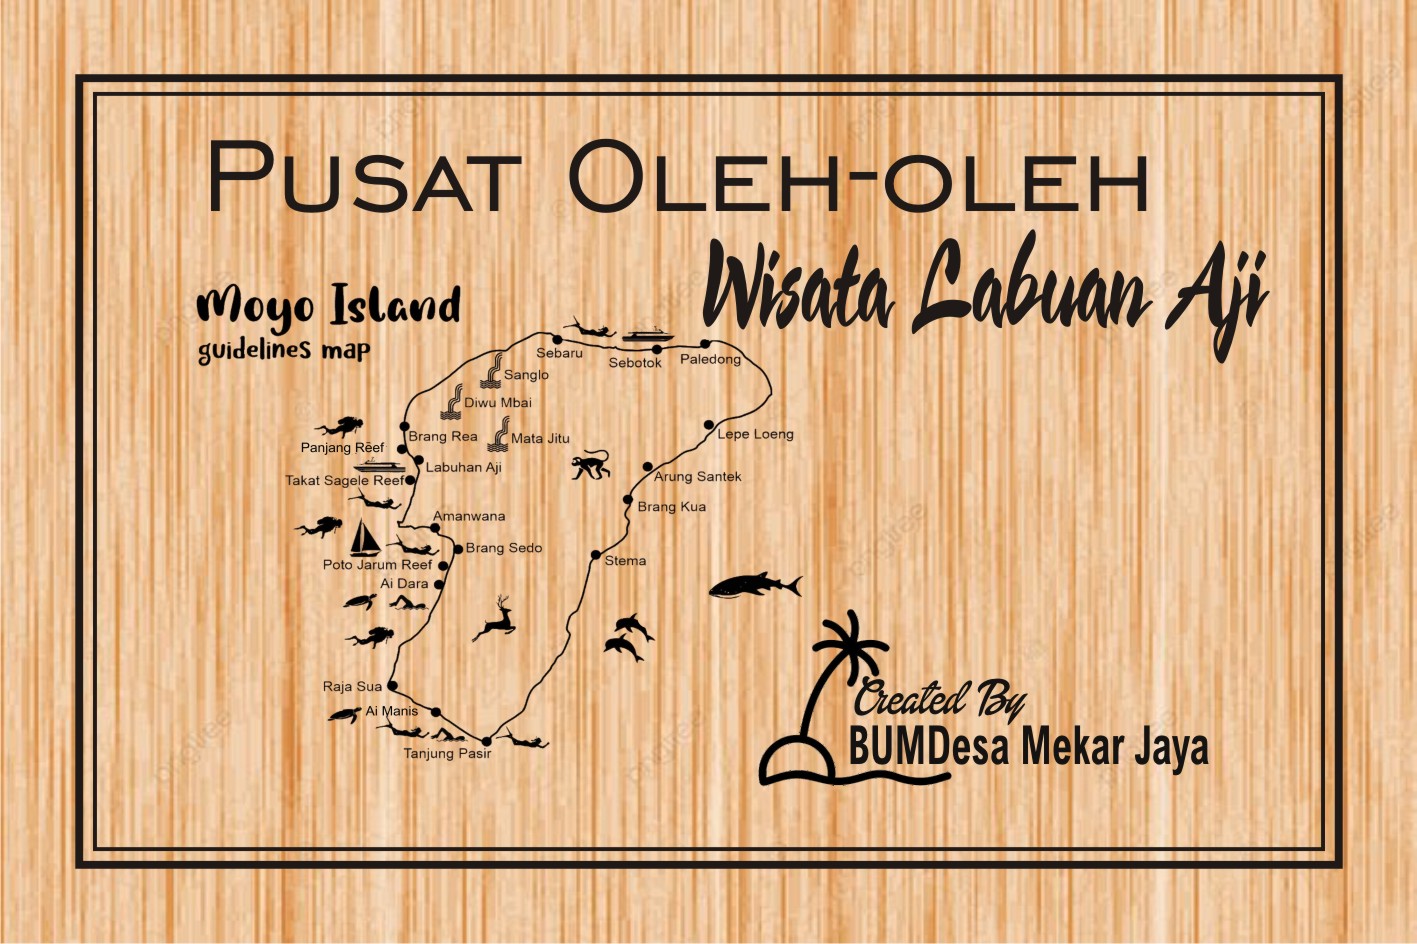 Pusat Oleh-oleh
Wisata Labuan Aji
Moyo Island
guidelines map
Sebaru
Sebotok
Paledong
Sanglo
Diwu Mbai
Brang Rea
Mata Jitu
Lepe Loeng
Panjang Rēef
Labuhan Aji
Takat Sagele Reef
Arung Santek
Brang Kua
Amanwana
Brang Sedo
Poto Jarum Reef
Stema
Ai Dara
Raja Sua
Ai Manis
Tanjung Pasir
Created By
BUMDesa Mekar Jaya
pngtree